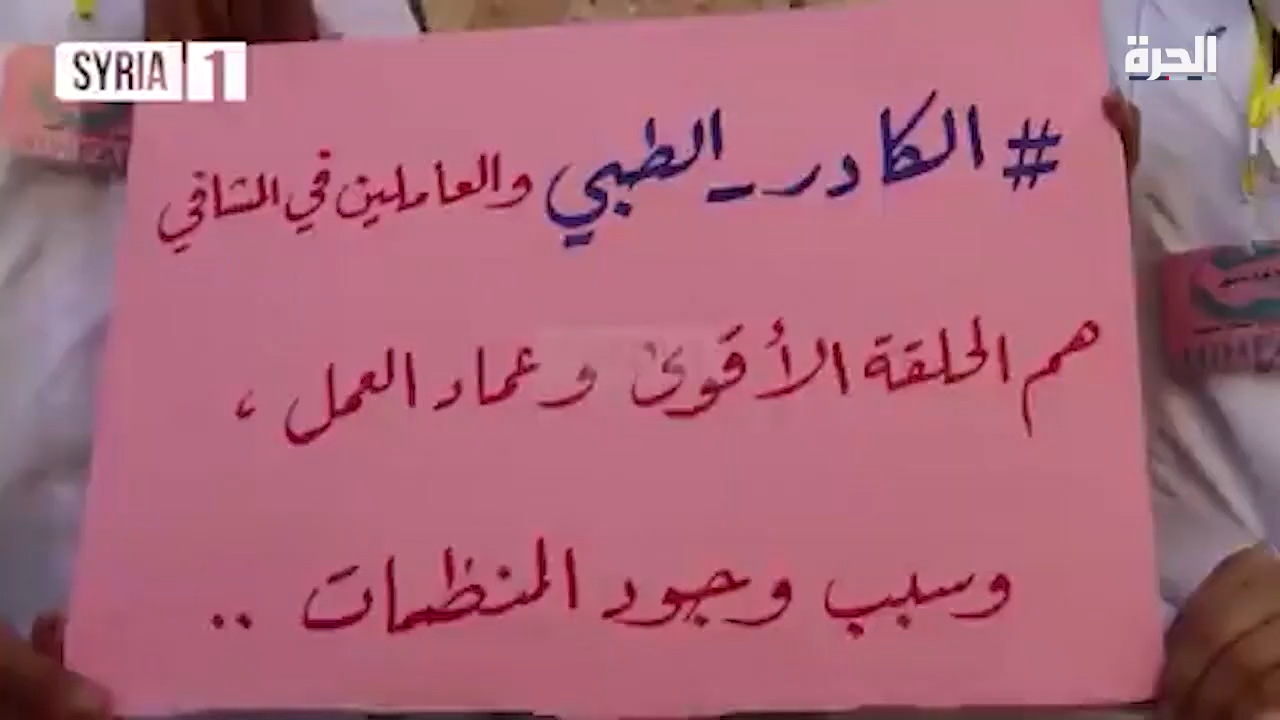 SYRIA 1
الحرة
#الكادر_الطبي والعاملين في المشافي
هم الحلقة الأقوى وعماد العمل ،
وسبب وجود المنظمات ..